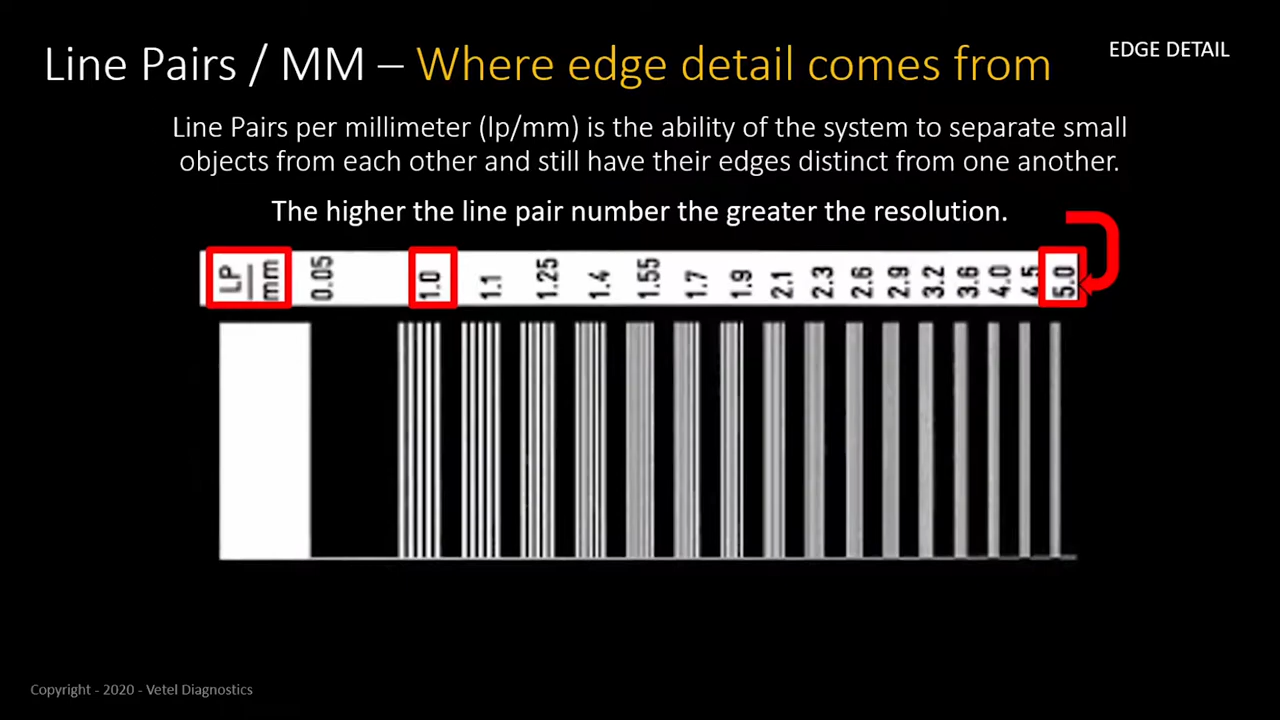 Line Pairs / MM – Where edge detail comes from
EDGE DETAIL
Line Pairs per millimeter (lp/mm) is the ability of the system to separate small
objects from each other and still have their edges distinct from one another.
The higher the line pair number the greater the resolution.
LP
mm
0.05
1.0
1.1
1.25
1.4
1.55
1.7
1.9
2.1
2.3
2.6
2.9
3.2
3.6
4.0
4.5
5.0
Copyright - 2020 - Vetel Diagnostics